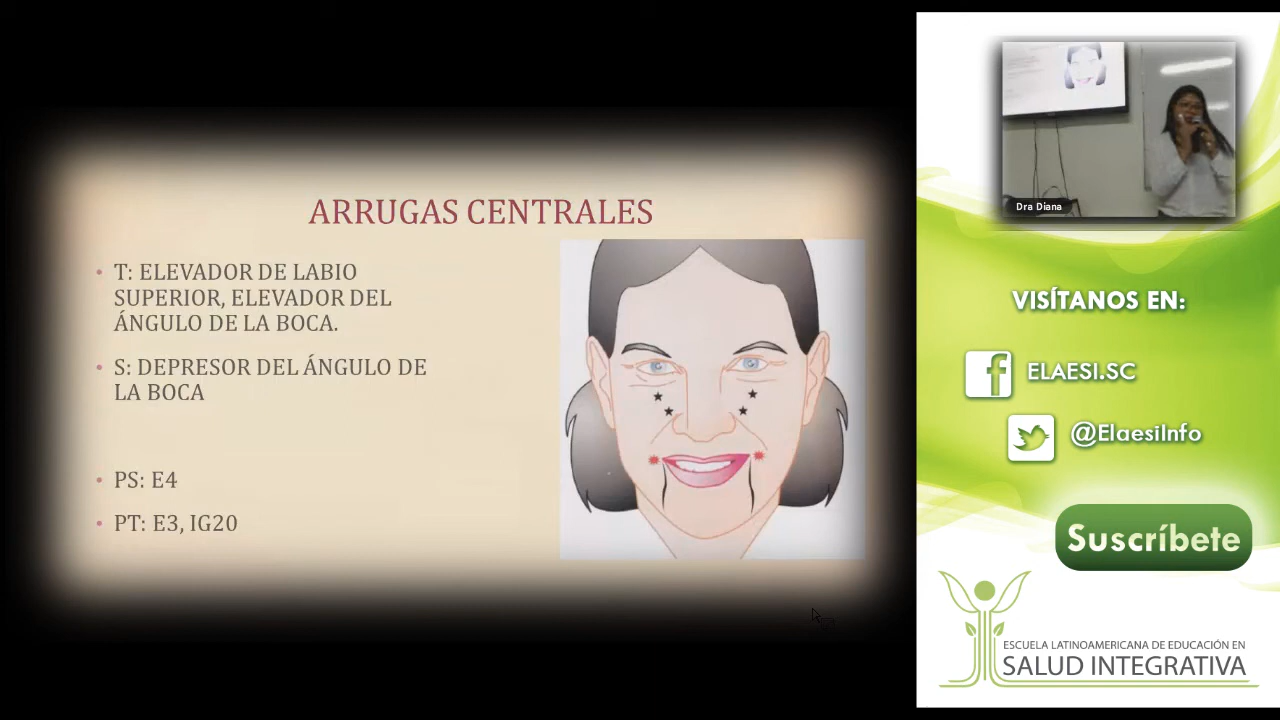 ARRUGAS CENTRALES
• T: ELEVADOR DE LABIO
SUPERIOR, ELEVADOR DEL
ÁNGULO DE LA BOCA.
• S: DEPRESOR DEL ÁNGULO DE
LA BOCA
• PS: E4
• PT: E3, IG20
Dra Diana
VISÍTANOS EN:
ELAESI.SC
@ElaesiInfo
Suscríbete
ESCUELA LATINOAMERICANA DE EDUCACIÓN EN
SALUD INTEGRATIVA